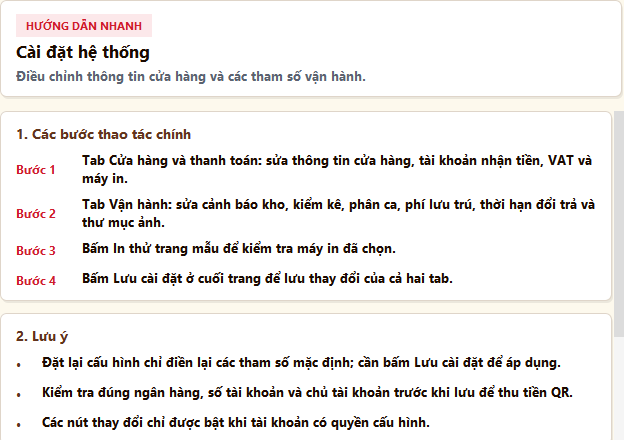 HƯỚNG DẪN NHANH
Cài đặt hệ thống
Điều chỉnh thông tin cửa hàng và các tham số vận hành.
1. Các bước thao tác chính
Bước 1 Tab Cửa hàng và thanh toán: sửa thông tin cửa hàng, tài khoản nhận tiền, VAT và
máy in.
Bước 2 Tab Vận hành: sửa cảnh báo kho, kiểm kê, phân ca, phí lưu trú, thời hạn đổi trả và
thư mục ảnh.
Bước 3 Bấm In thử trang mẫu để kiểm tra máy in đã chọn.
Bước 4 Bấm Lưu cài đặt ở cuối trang để lưu thay đổi của cả hai tab.
2. Lưu ý
• Đặt lại cấu hình chỉ điền lại các tham số mặc định; cần bấm Lưu cài đặt để áp dụng.
• Kiểm tra đúng ngân hàng, số tài khoản và chủ tài khoản trước khi lưu để thu tiền QR.
• Các nút thay đổi chỉ được bật khi tài khoản có quyền cấu hình.